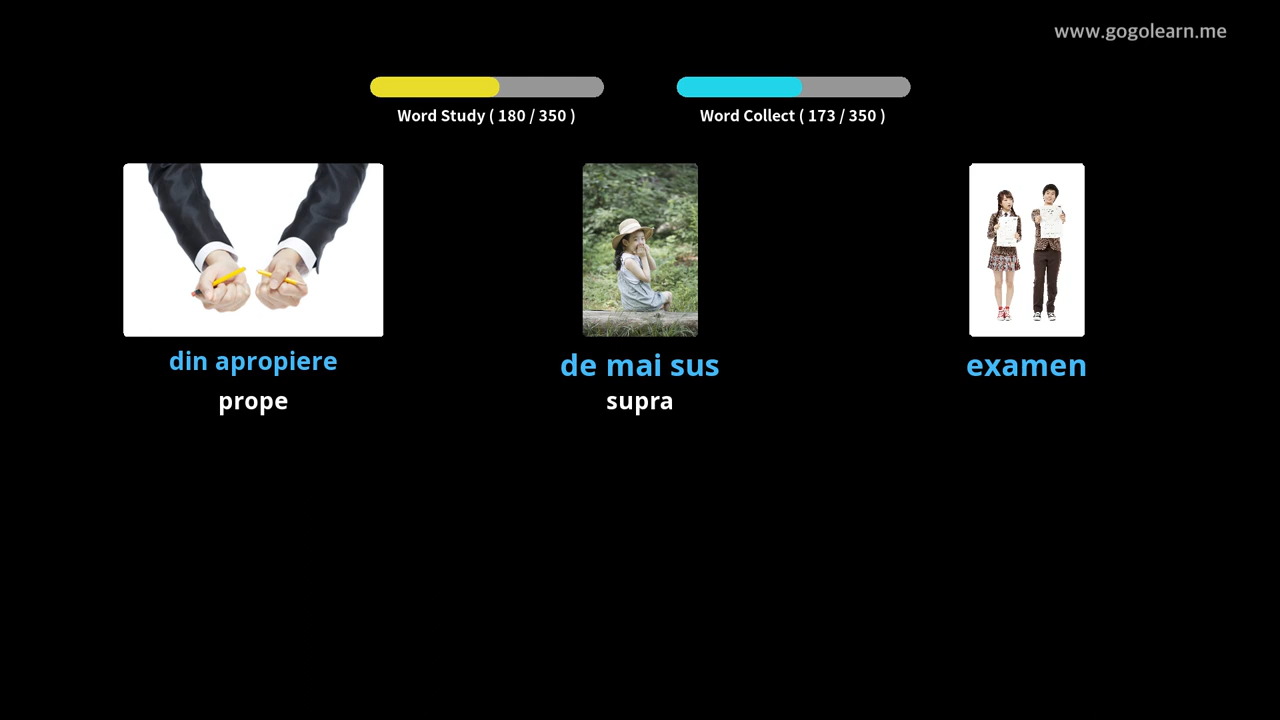 www.gogolearn.me
Word Study ( 180 / 350 )
Word Collect ( 173 / 350 )
din apropiere
de mai sus
examen
prope
supra